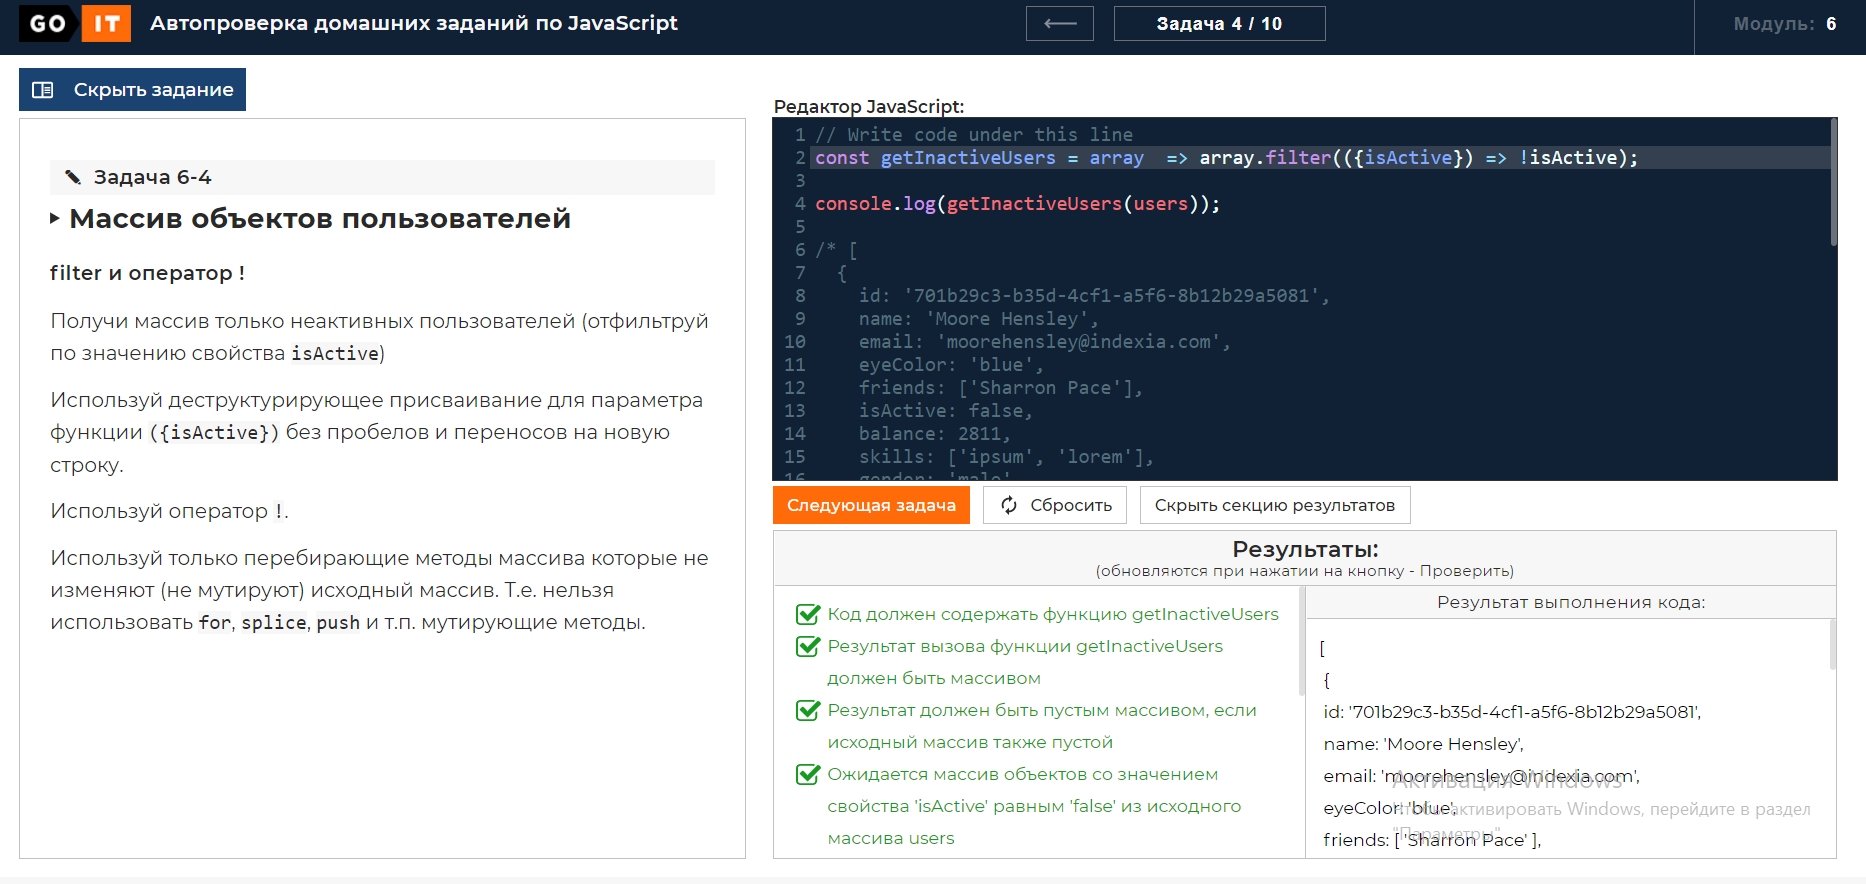 GO IT Автопроверка домашних заданий по JavaScript
Задача 4 / 10
Модуль: 6
Скрыть задание
Задача 6-4
Массив объектов пользователей
filter и оператор !
Получи массив только неактивных пользователей (отфильтруй
по значению свойства isActive)
Используй деструктурирующее присваивание для параметра
функции ({isActive}) без пробелов и переносов на новую
строку.
Используй оператор !.
Используй только перебирающие методы массива которые не
изменяют (не мутируют) исходный массив. Т.е. нельзя
использовать for, splice, push и т.п. мутирующие методы.
Редактор JavaScript:
1 // Write code under this line
2 const getInactiveUsers = array  => array.filter(({isActive}) => !isActive);
3
4 console.log(getInactiveUsers(users));
5
6 /* [
7 {
8 id: '701b29c3-b35d-4cf1-a5f6-8b12b29a5081',
9 name: 'Moore Hensley',
10 email: 'moorehensley@indexia.com',
11 eyeColor: 'blue',
12 friends: ['Sharron Pace'],
13 isActive: false,
14 balance: 2811,
15 skills: ['ipsum', 'lorem'],
16 gender: 'male'
Следующая задача
Сбросить
Скрыть секцию результатов
Результаты:
(обновляются при нажатии на кнопку - Проверить)
Код должен содержать функцию getInactiveUsers
Результат вызова функции getInactiveUsers
должен быть массивом
Результат должен быть пустым массивом, если
исходный массив также пустой
Ожидается массив объектов со значением
свойства 'isActive' равным 'false' из исходного
массива users
Результат выполнения кода:
[
{
id: '701b29c3-b35d-4cf1-a5f6-8b12b29a5081',
name: 'Moore Hensley',
email: 'moorehensley@indexia.com',
eyeColor: 'blue',
friends: [ 'Sharron Pace' ],
Активация Windows
Чтобы активировать Windows, перейдите в раздел
"Параметры".